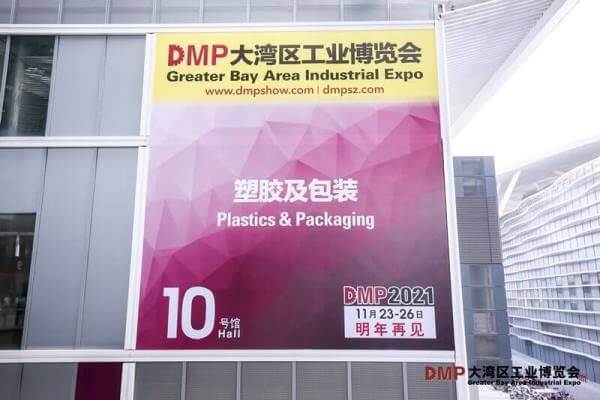 DMP大湾区工业博览会
Greater Bay Area Industrial Expo
www.dmpshow.com | dmpsz.com
塑胶及包装
Plastics & Packaging
10号馆
Hall
DMP2021
11月23-26日
明年再见
DMP大湾区工业博览会
Greater Bay Area Industrial Expo